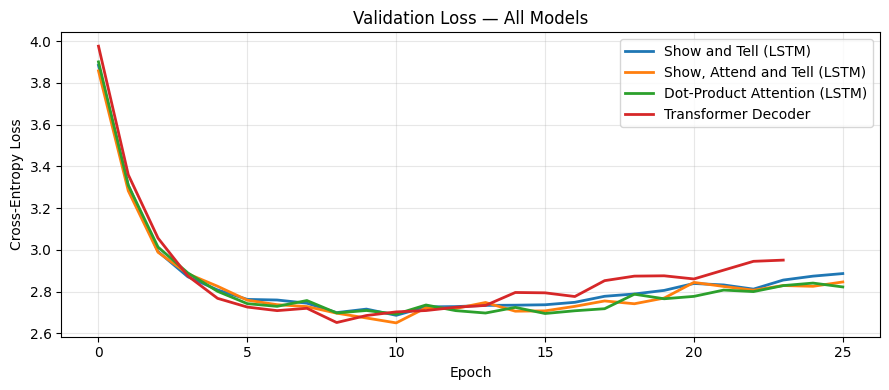 Validation Loss — All Models
Cross-Entropy Loss
4.0
3.8
3.6
3.4
3.2
3.0
2.8
2.6
Show and Tell (LSTM)
Show, Attend and Tell (LSTM)
Dot-Product Attention (LSTM)
Transformer Decoder
0
5
10
15
20
25
Epoch